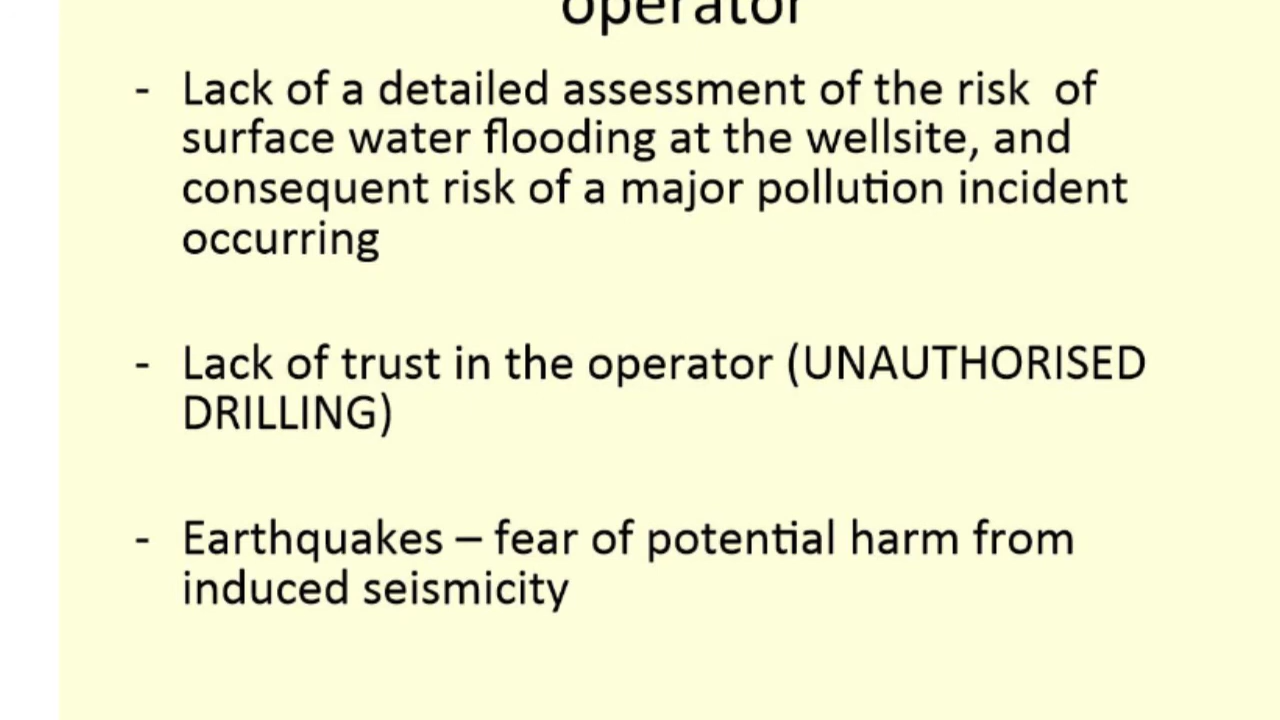 operator
- Lack of a detailed assessment of the risk  of
surface water flooding at the wellsite, and
consequent risk of a major pollution incident
occurring
- Lack of trust in the operator (UNAUTHORISED
DRILLING)
- Earthquakes – fear of potential harm from
induced seismicity